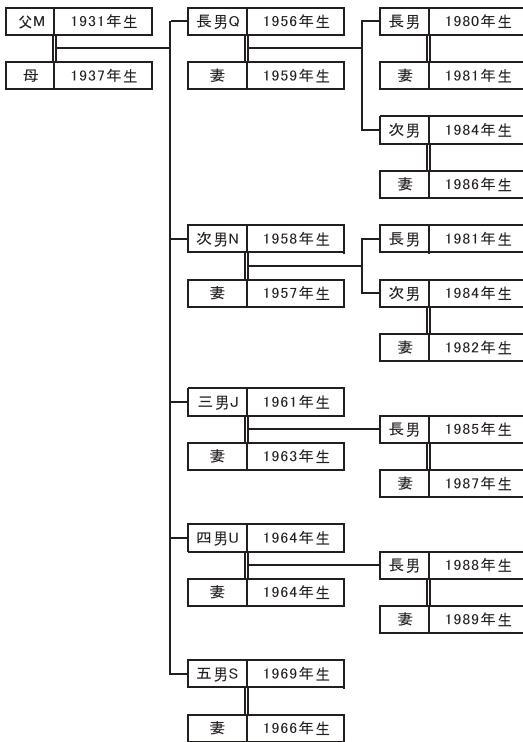 父M 1931年生
母 1937年生
長男Q 1956年生
妻 1959年生
長男 1980年生
妻 1981年生
次男 1984年生
妻 1986年生
次男N 1958年生
妻 1957年生
長男 1981年生
次男 1984年生
妻 1982年生
三男J 1961年生
妻 1963年生
長男 1985年生
妻 1987年生
四男U 1964年生
妻 1964年生
長男 1988年生
妻 1989年生
五男S 1969年生
妻 1966年生